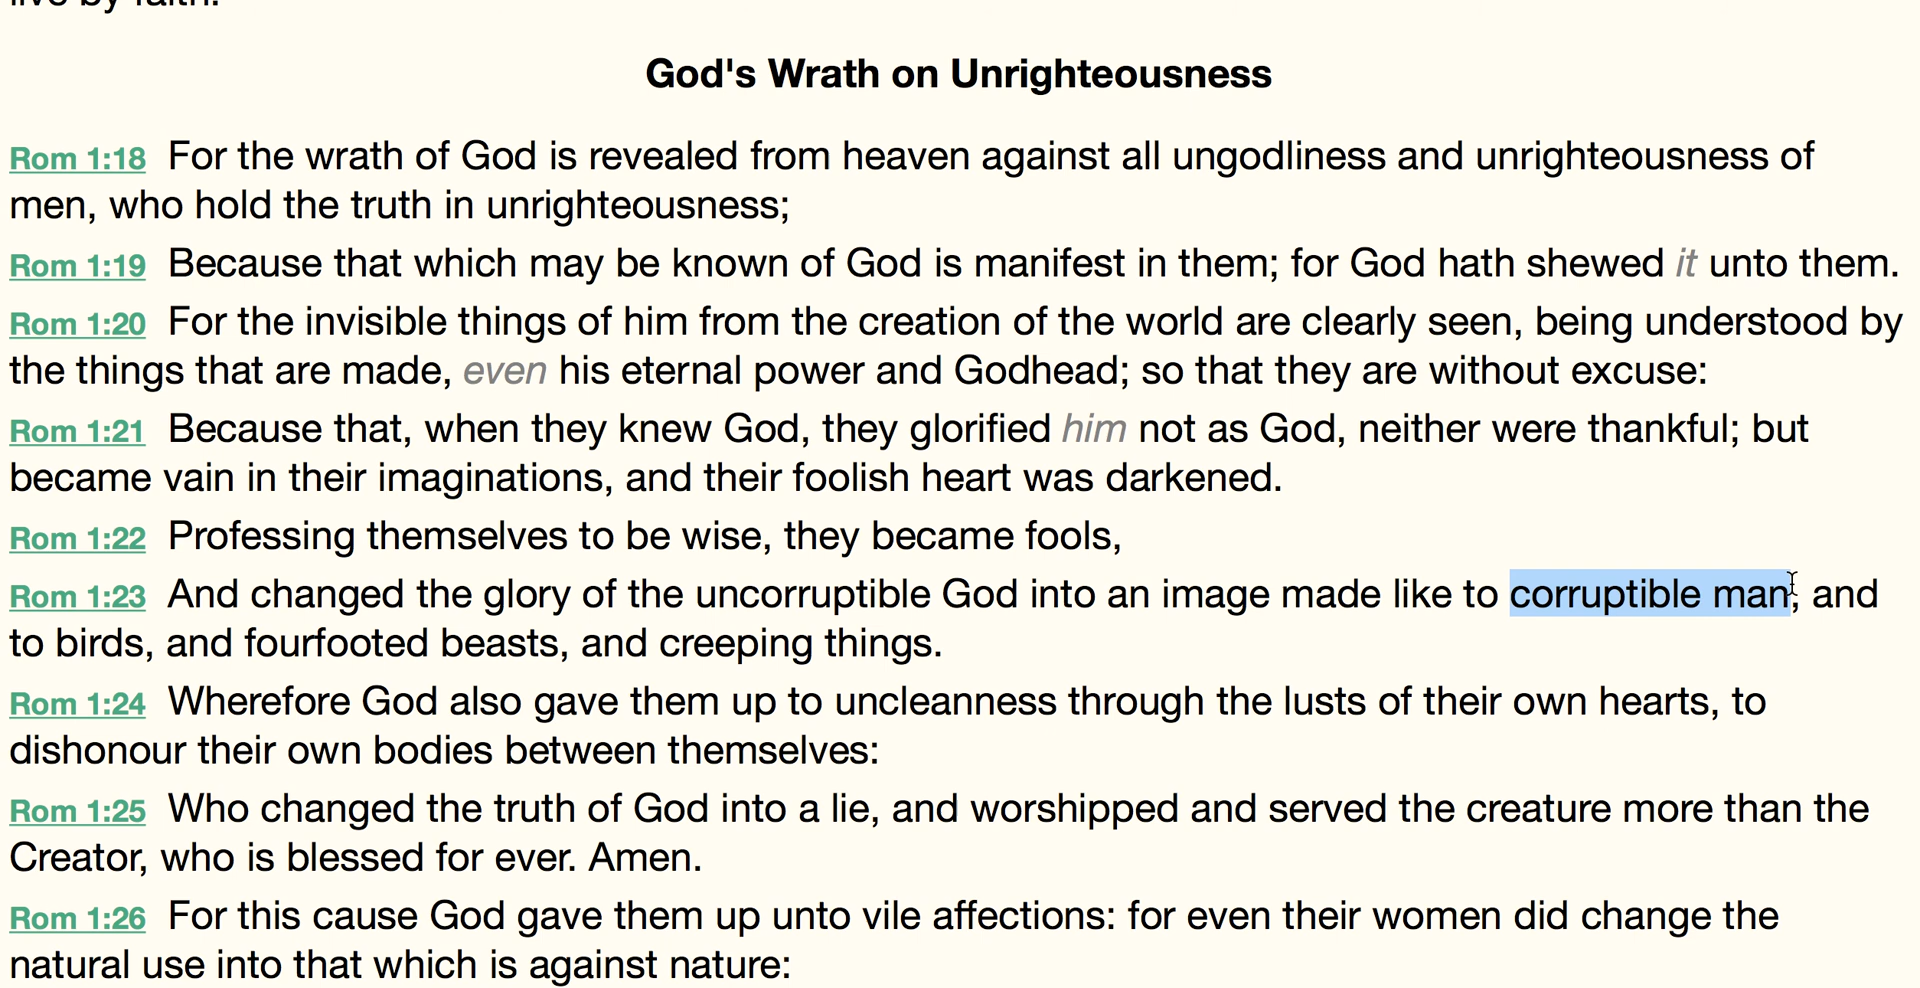 live by faith.
God's Wrath on Unrighteousness
Rom 1:18 For the wrath of God is revealed from heaven against all ungodliness and unrighteousness of
men, who hold the truth in unrighteousness;
Rom 1:19 Because that which may be known of God is manifest in them; for God hath shewed it unto them.
Rom 1:20 For the invisible things of him from the creation of the world are clearly seen, being understood by
the things that are made, even his eternal power and Godhead; so that they are without excuse:
Rom 1:21 Because that, when they knew God, they glorified him not as God, neither were thankful; but
became vain in their imaginations, and their foolish heart was darkened.
Rom 1:22 Professing themselves to be wise, they became fools,
Rom 1:23 And changed the glory of the uncorruptible God into an image made like to corruptible man, and
to birds, and fourfooted beasts, and creeping things.
Rom 1:24 Wherefore God also gave them up to uncleanness through the lusts of their own hearts, to
dishonour their own bodies between themselves:
Rom 1:25 Who changed the truth of God into a lie, and worshipped and served the creature more than the
Creator, who is blessed for ever. Amen.
Rom 1:26 For this cause God gave them up unto vile affections: for even their women did change the
natural use into that which is against nature: